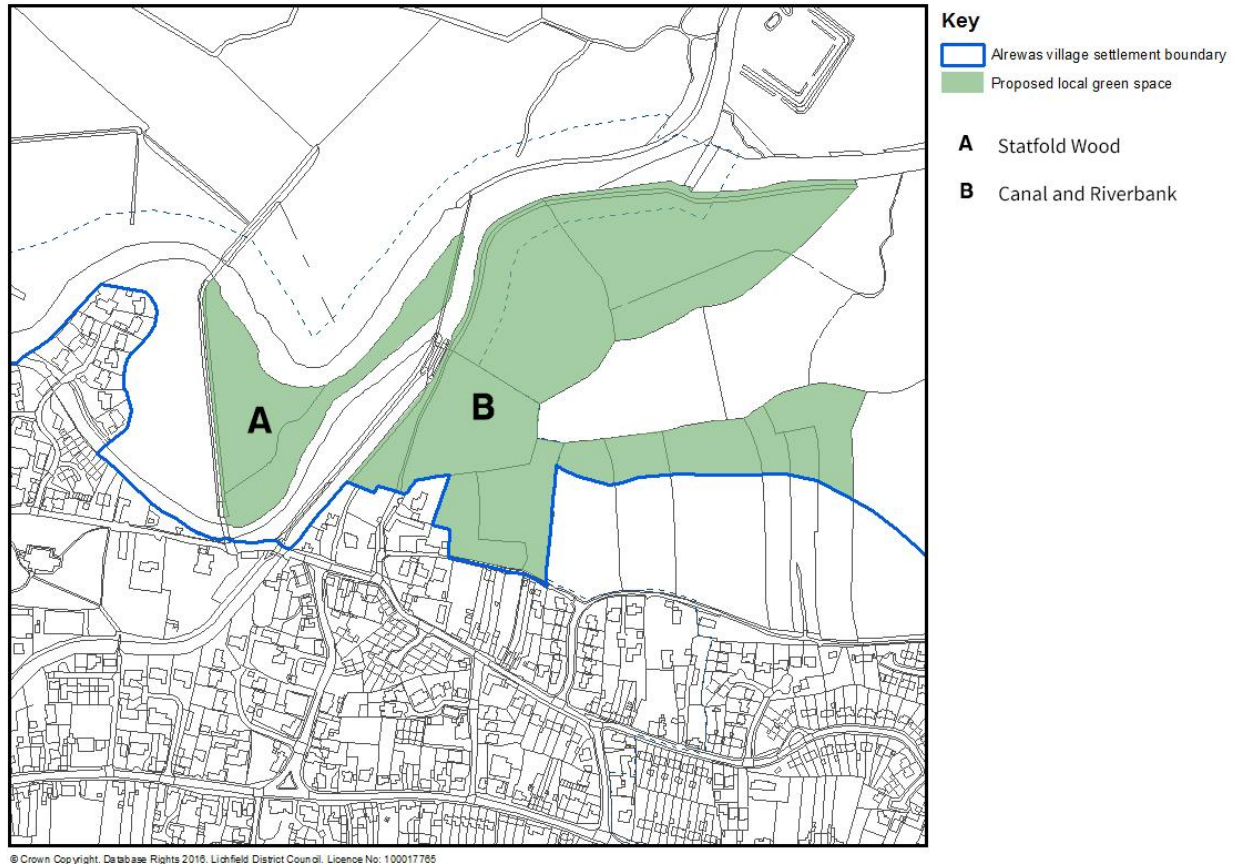 Key
Alrewas village settlement boundary
Proposed local green space
A Statfold Wood
B Canal and Riverbank
A
B
© Crown Copyright. Database Rights 2016. Lichfield District Council. Licence No: 100017765